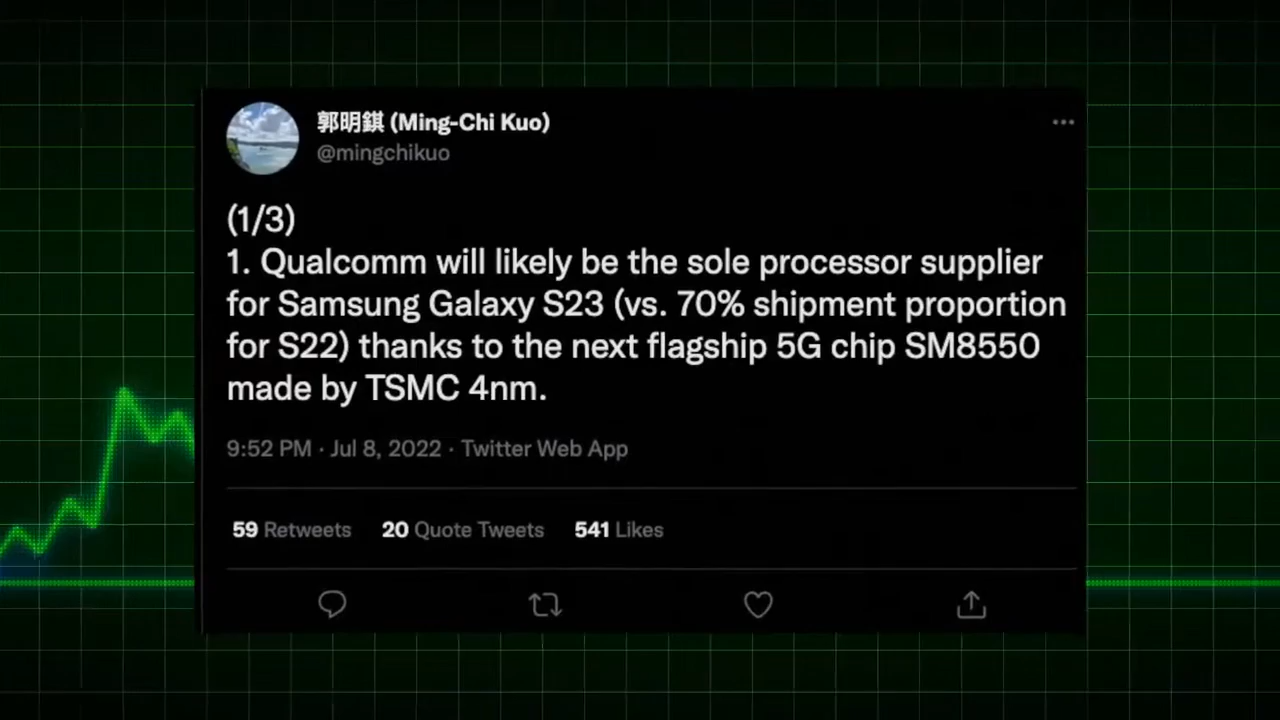 郭明錤 (Ming-Chi Kuo)
@mingchikuo
(1/3)
1. Qualcomm will likely be the sole processor supplier
for Samsung Galaxy S23 (vs. 70% shipment proportion
for S22) thanks to the next flagship 5G chip SM8550
made by TSMC 4nm.
9:52 PM · Jul 8, 2022 · Twitter Web App
59 Retweets 20 Quote Tweets 541 Likes